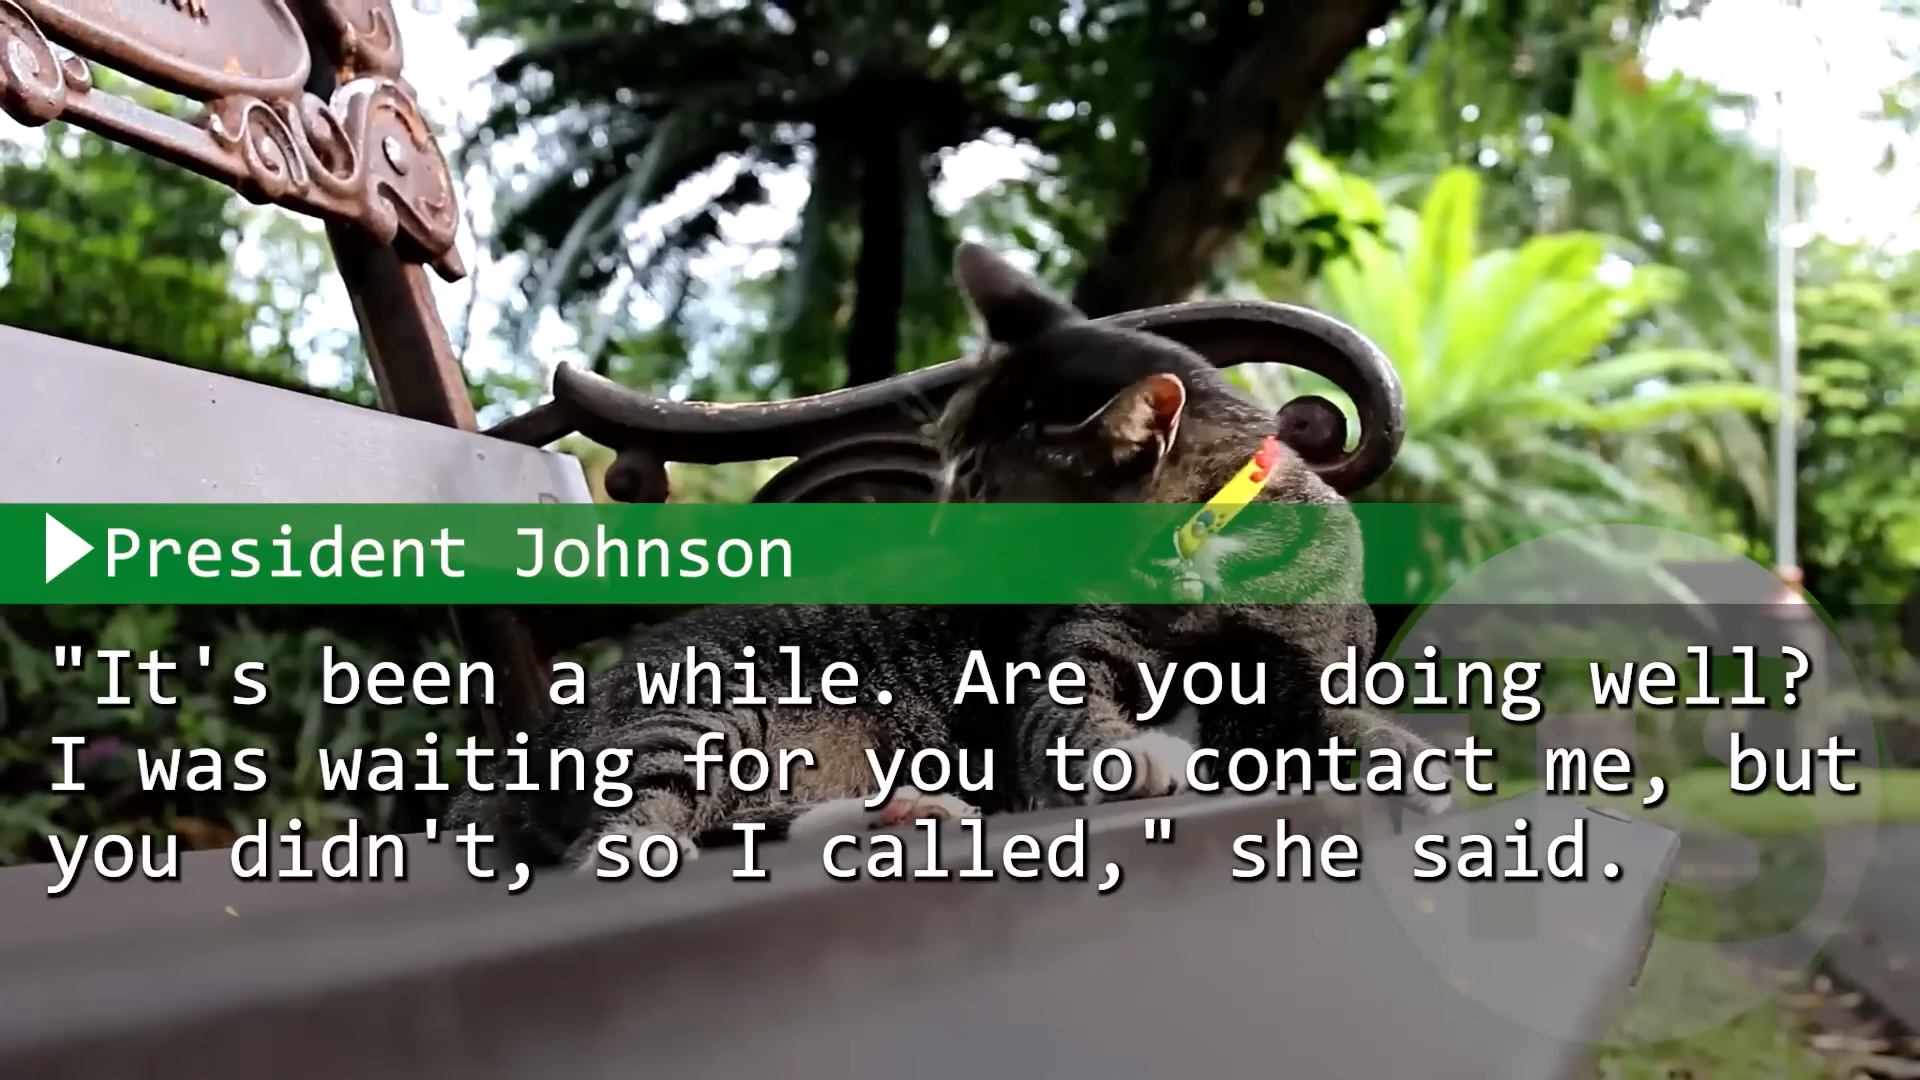 President Johnson
"It's been a while. Are you doing well?
I was waiting for you to contact me, but
you didn't, so I called," she said.
TS